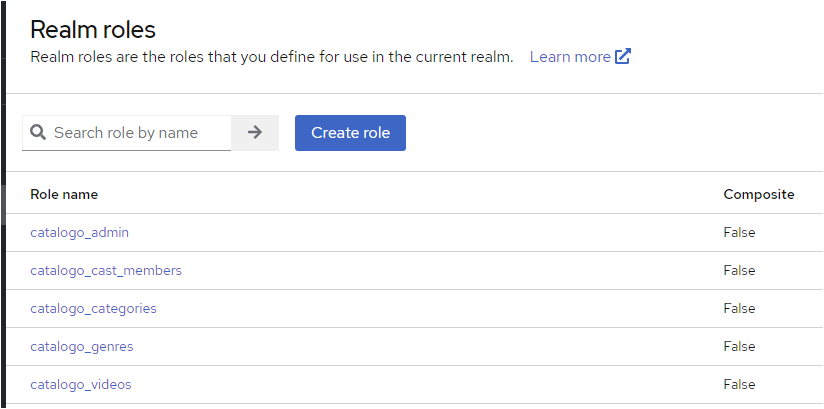 Realm roles
Realm roles are the roles that you define for use in the current realm. Learn more
Search role by name
Create role
Role name Composite
catalogo_admin False
catalogo_cast_members False
catalogo_categories False
catalogo_genres False
catalogo_videos False